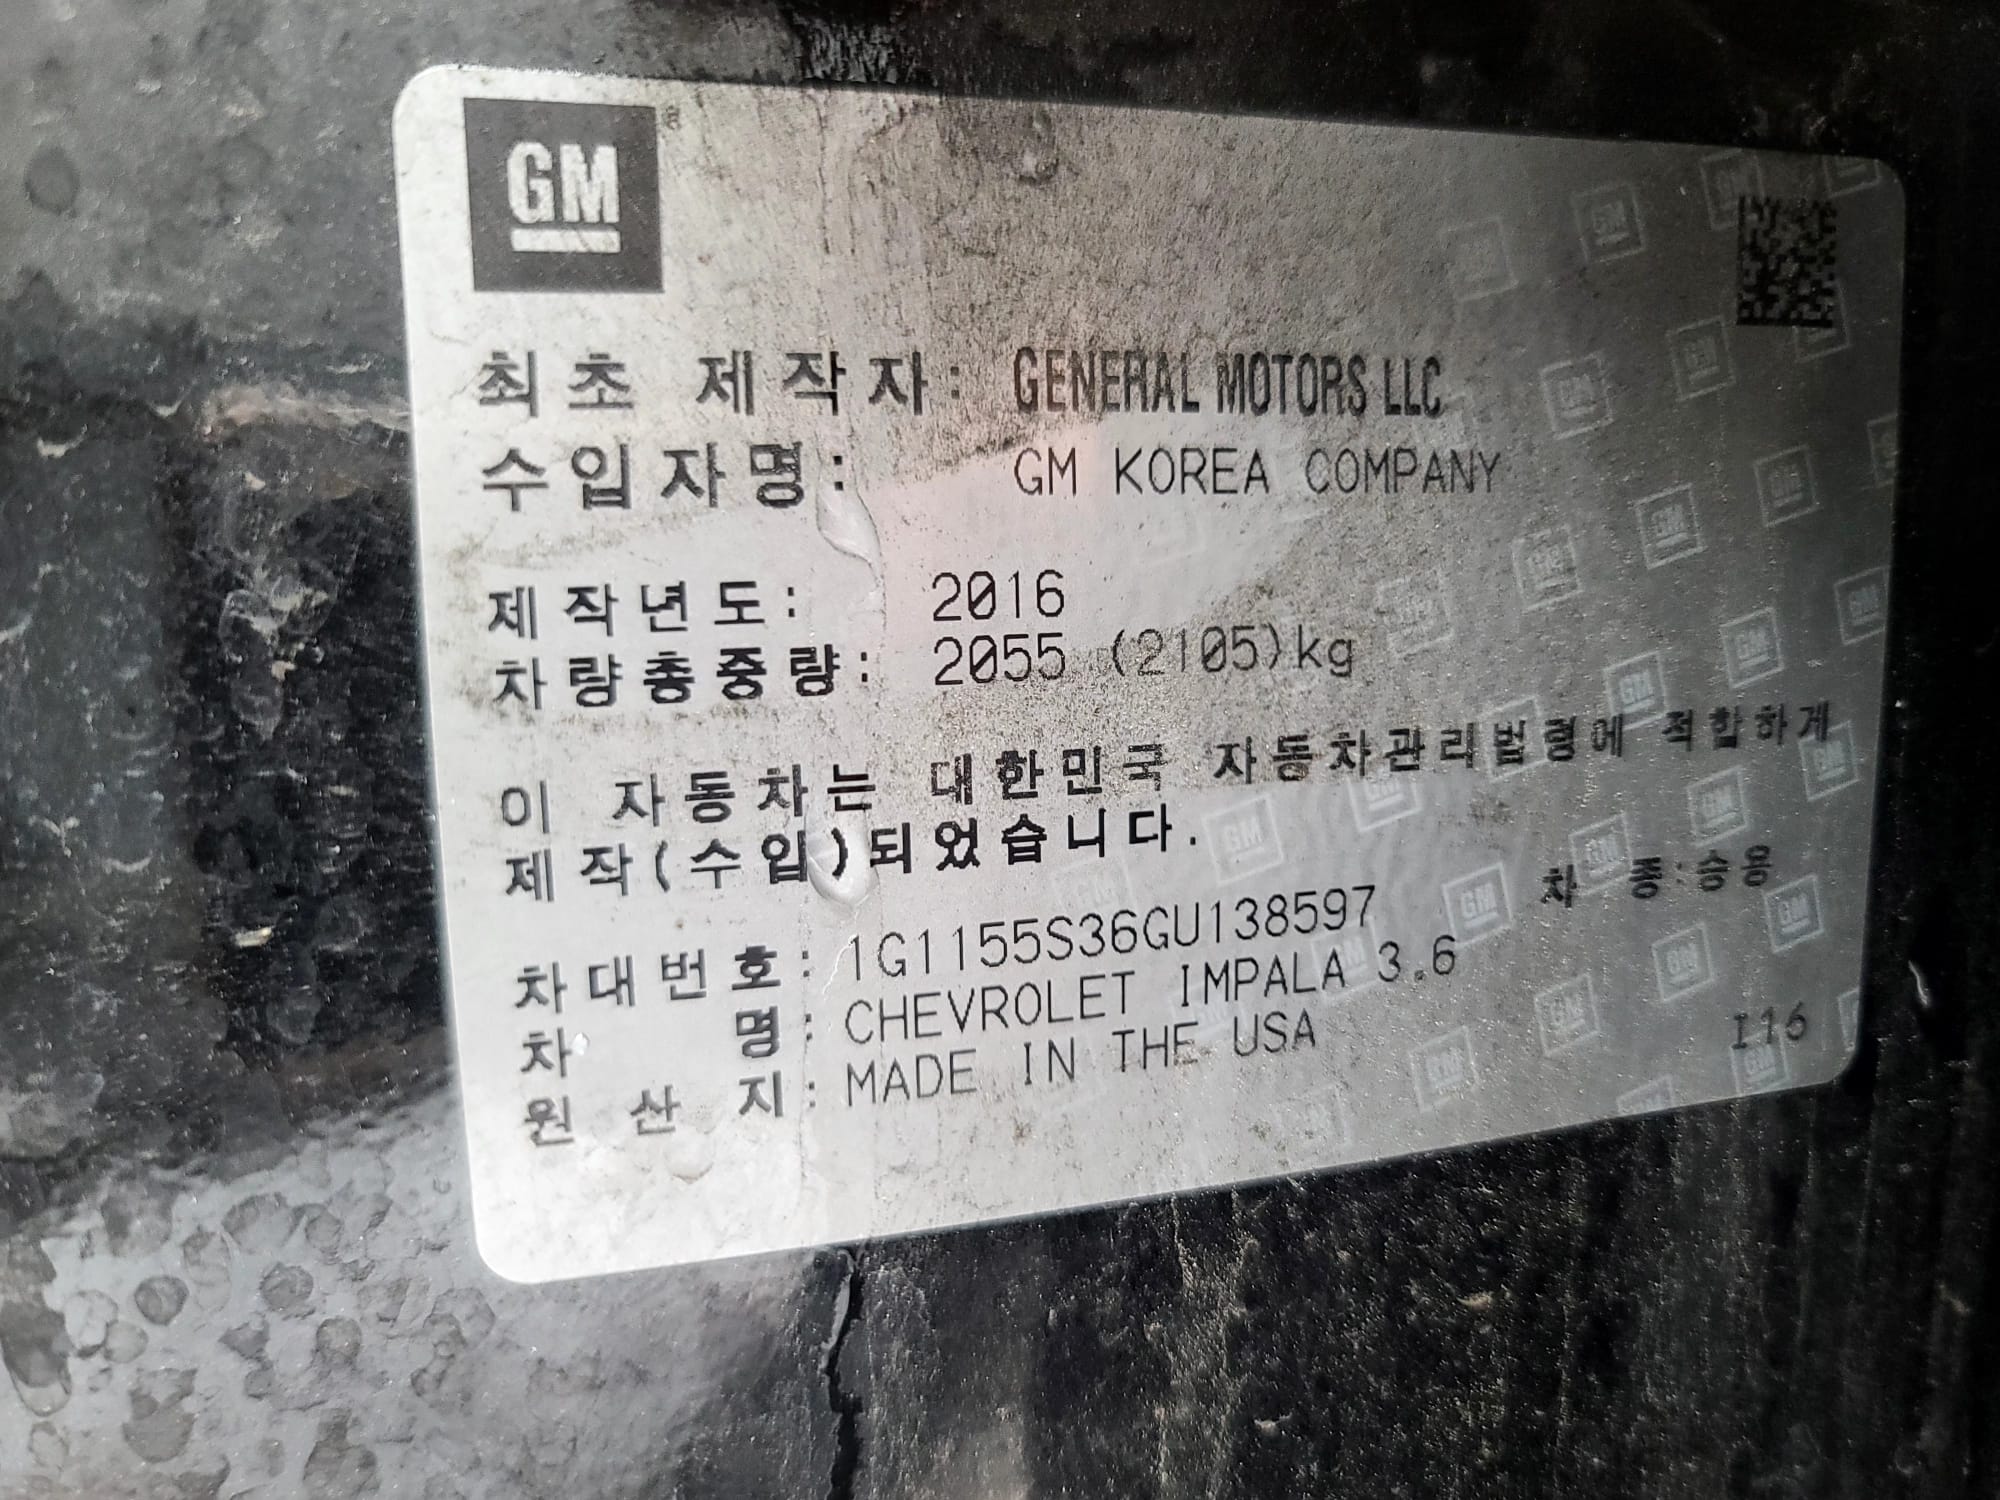 GM
최초 제작자: GENERAL MOTORS LLC
수입자명: GM KOREA COMPANY
제작년도: 2016
차량총중량: 2055 (2105)kg
이 자동차는 대한민국 자동차관리법령에 적합하게
제작(수입)되었습니다.
차대번호: 1G1155S36GU138597 차 종:승용
차 명: CHEVROLET IMPALA 3.6
원 산 지: MADE IN THE USA I16